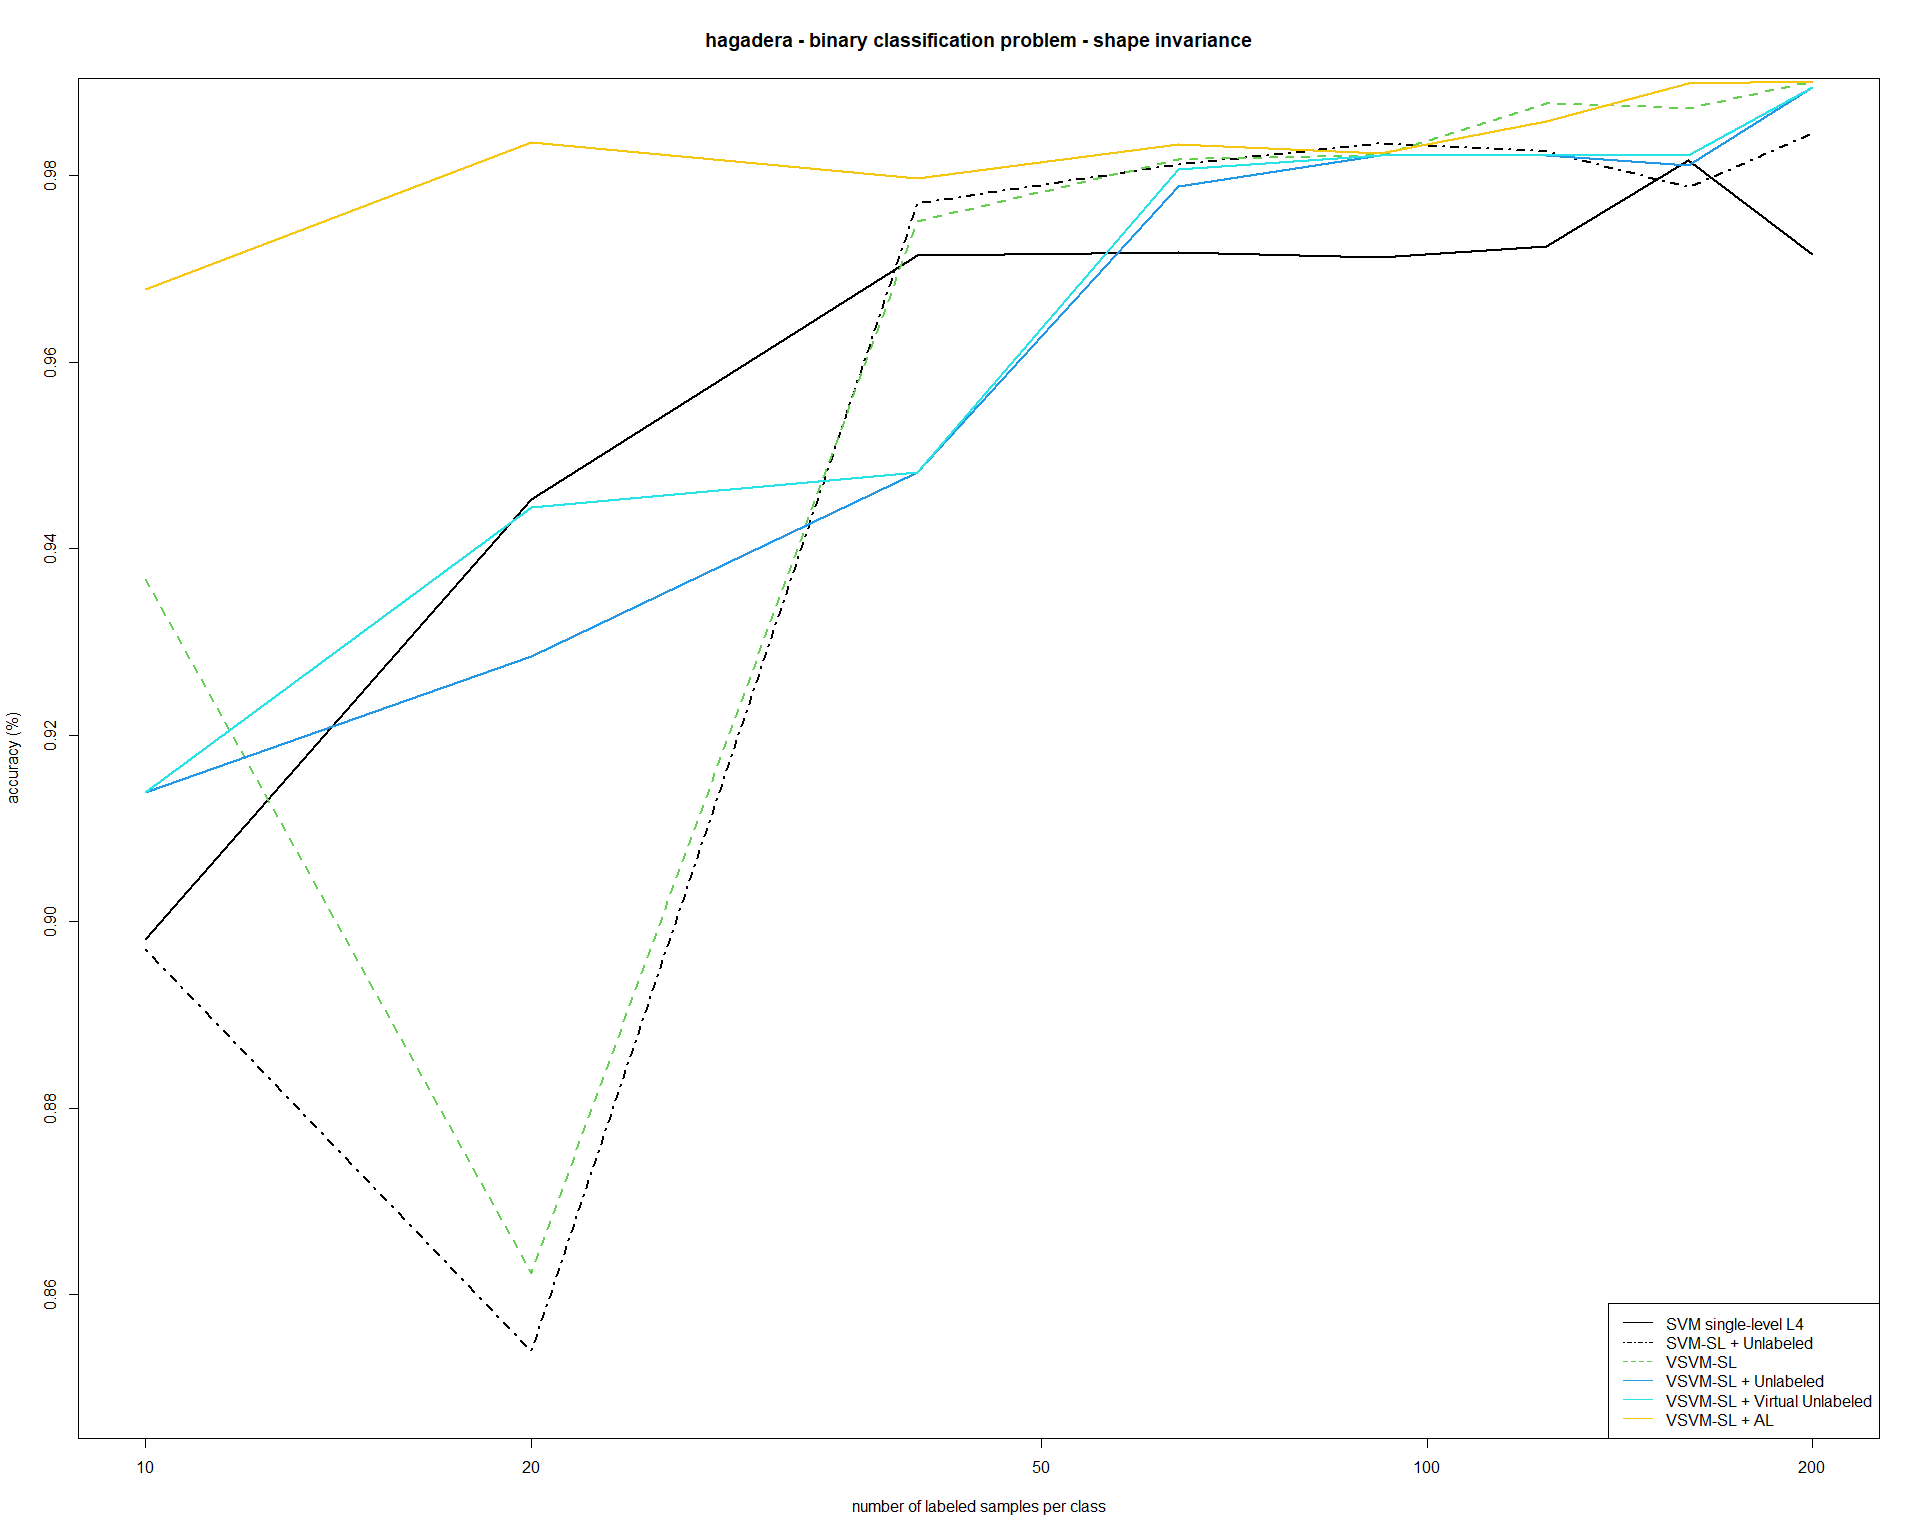 hagadera - binary classification problem - shape invariance
0.98
0.96
0.94
0.92
0.90
0.88
0.86
accuracy (%)
10 20 50 100 200
number of labeled samples per class
SVM single-level L4
SVM-SL + Unlabeled
VSVM-SL
VSVM-SL + Unlabeled
VSVM-SL + Virtual Unlabeled
VSVM-SL + AL